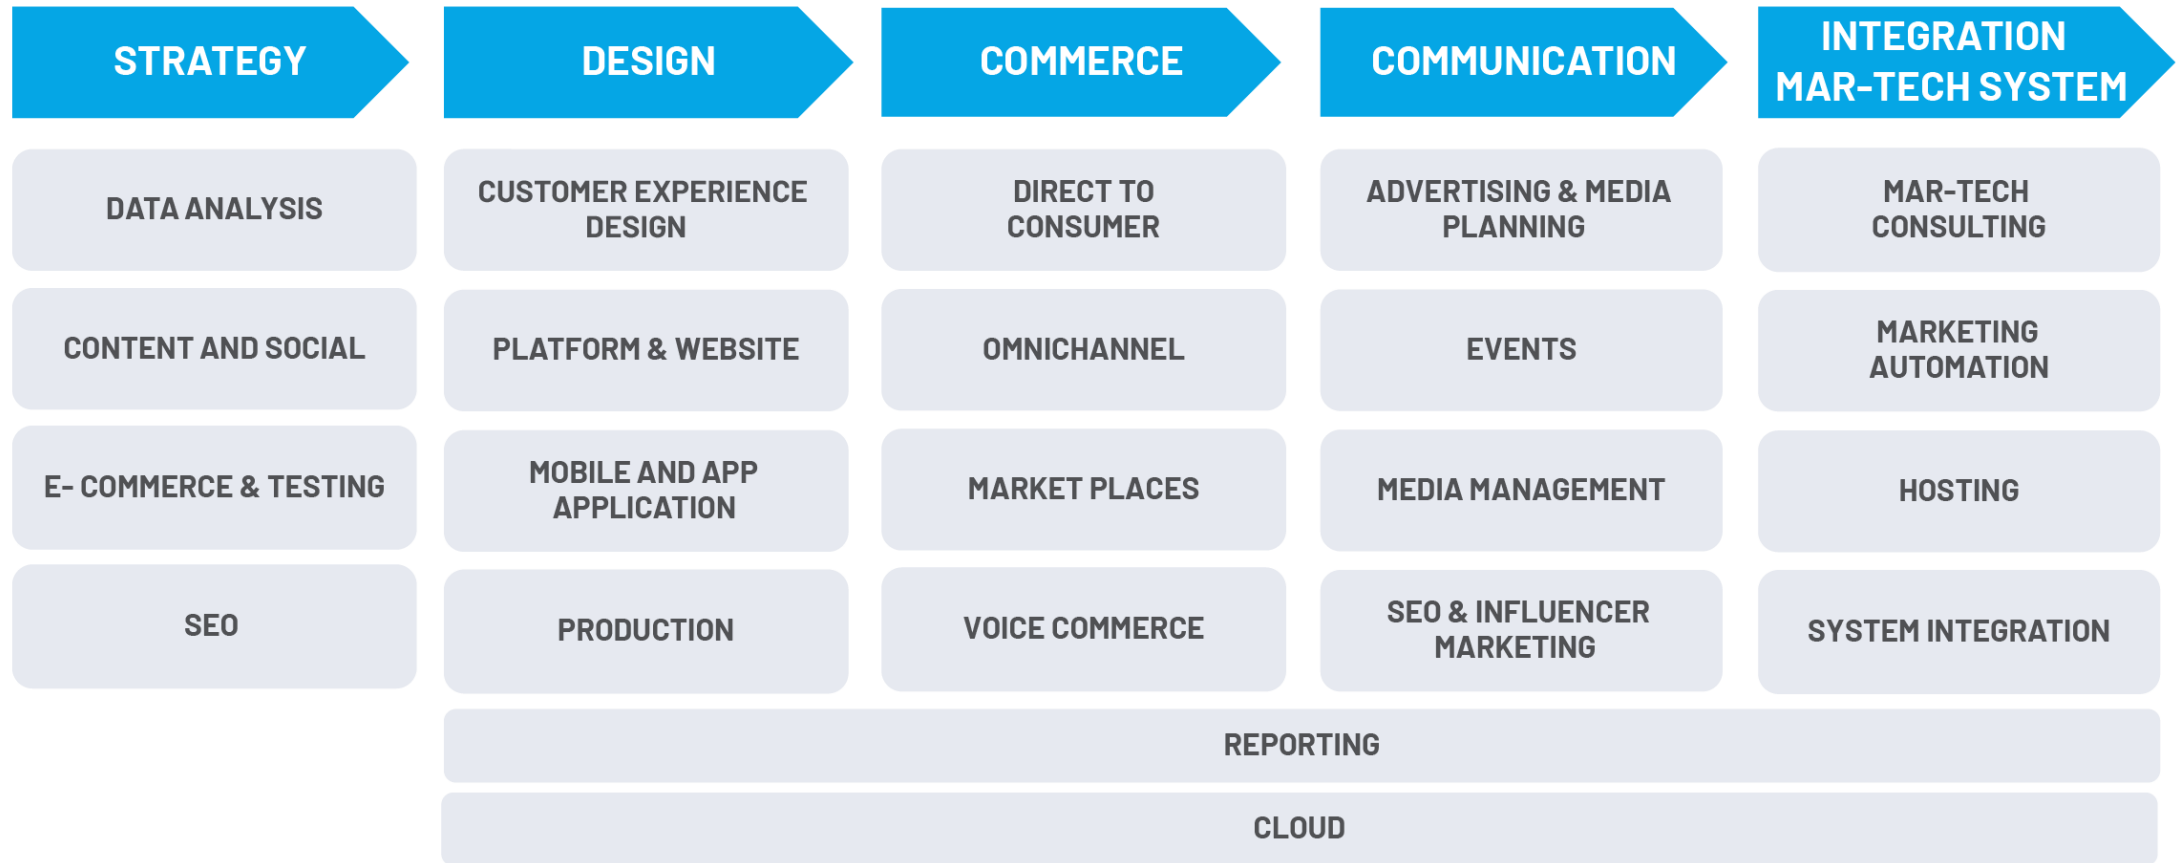 STRATEGY
DESIGN
COMMERCE
COMMUNICATION
INTEGRATION
MAR-TECH SYSTEM
DATA ANALYSIS
CUSTOMER EXPERIENCE
DESIGN
DIRECT TO
CONSUMER
ADVERTISING & MEDIA
PLANNING
MAR-TECH
CONSULTING
CONTENT AND SOCIAL
PLATFORM & WEBSITE
OMNICHANNEL
EVENTS
MARKETING
AUTOMATION
E- COMMERCE & TESTING
MOBILE AND APP
APPLICATION
MARKET PLACES
MEDIA MANAGEMENT
HOSTING
SEO
PRODUCTION
VOICE COMMERCE
SEO & INFLUENCER
MARKETING
SYSTEM INTEGRATION
REPORTING
CLOUD